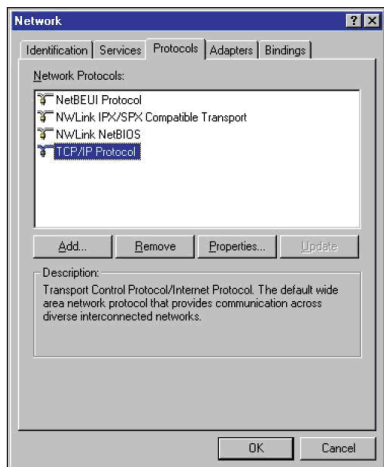 Network
Identification Services Protocols Adapters Bindings
Network Protocols:
NetBEUI Protocol
NWLink IPX/SPX Compatible Transport
NWLink NetBIOS
TCP/IP Protocol
Add... Remove Properties... Update
Description:
Transport Control Protocol/Internet Protocol. The default wide
area network protocol that provides communication across
diverse interconnected networks.
OK Cancel